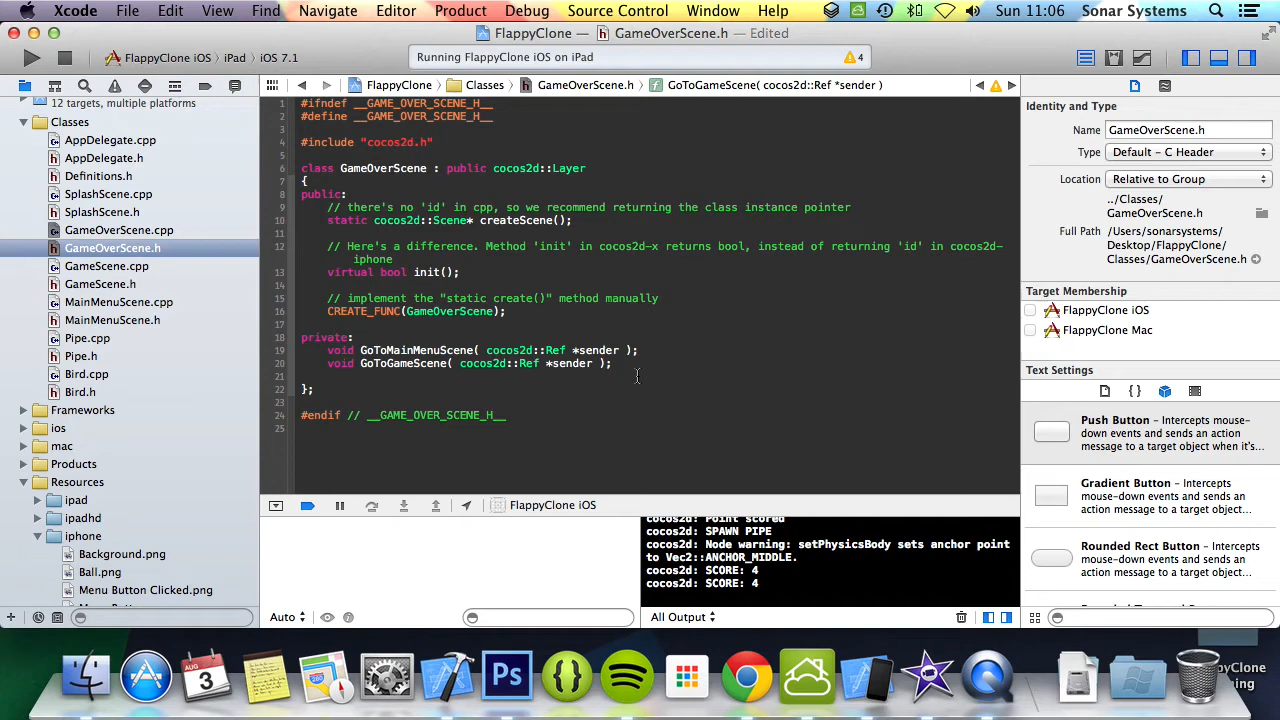 Xcode File Edit View Find Navigate Editor Product Debug Source Control Window Help Sun 11:06 Sonar Systems
FlappyClone — GameOverScene.h — Edited
FlappyClone iOS iPad iOS 7.1
Running FlappyClone iOS on iPad 4
FlappyClone Classes GameOverScene.h GoToGameScene( cocos2d::Ref *sender )
12 targets, multiple platforms
Classes
AppDelegate.cpp
AppDelegate.h
Definitions.h
SplashScene.cpp
SplashScene.h
GameOverScene.cpp
GameOverScene.h
GameScene.cpp
GameScene.h
MainMenuScene.cpp
MainMenuScene.h
Pipe.cpp
Pipe.h
Bird.cpp
Bird.h
Frameworks
ios
mac
Products
Resources
ipad
ipadhd
iphone
Background.png
Ball.png
Menu Button Clicked.png
1 #ifndef __GAME_OVER_SCENE_H__
2 #define __GAME_OVER_SCENE_H__
3
4 #include "cocos2d.h"
5
6 class GameOverScene : public cocos2d::Layer
7 {
8 public:
9 // there's no 'id' in cpp, so we recommend returning the class instance pointer
10 static cocos2d::Scene* createScene();
11
12 // Here's a difference. Method 'init' in cocos2d-x returns bool, instead of returning 'id' in cocos2d-
iphone
13 virtual bool init();
14
15 // implement the "static create()" method manually
16 CREATE_FUNC(GameOverScene);
17
18 private:
19 void GoToMainMenuScene( cocos2d::Ref *sender );
20 void GoToGameScene( cocos2d::Ref *sender );
21
22 };
23
24 #endif // __GAME_OVER_SCENE_H__
25
FlappyClone iOS
cocos2d: Point scored
cocos2d: SPAWN PIPE
cocos2d: Node warning: setPhysicsBody sets anchor point
to Vec2::ANCHOR_MIDDLE.
cocos2d: SCORE: 4
cocos2d: SCORE: 4
Auto
All Output
Identity and Type
Name GameOverScene.h
Type Default - C Header
Location Relative to Group
../Classes/
GameOverScene.h
Full Path /Users/sonarsystems/
Desktop/FlappyClone/
Classes/GameOverScene.h
Target Membership
FlappyClone iOS
FlappyClone Mac
Text Settings
Push Button - Intercepts mouse-
down events and sends an action
message to a target object when it's...
Gradient Button - Intercepts
mouse-down events and sends an
action message to a target object...
Rounded Rect Button - Intercepts
mouse-down events and sends an
action message to a target object...
AUG
3
Ps